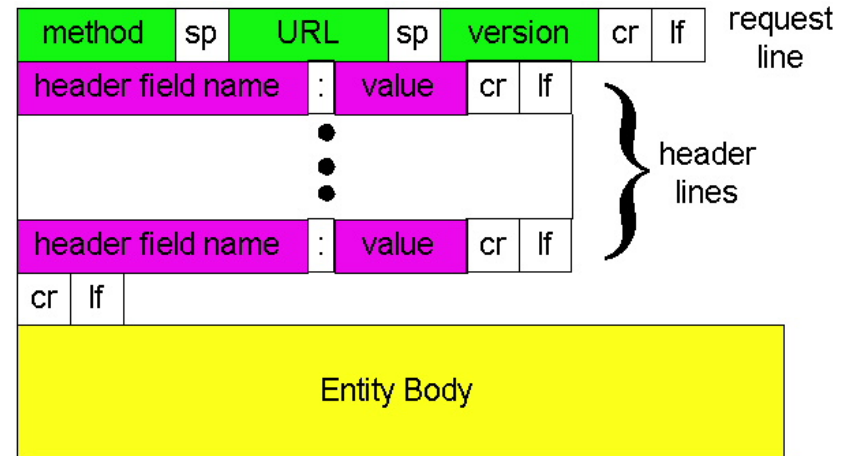 method sp URL sp version cr lf request line
header field name : value cr lf
header lines
header field name : value cr lf
cr lf
Entity Body